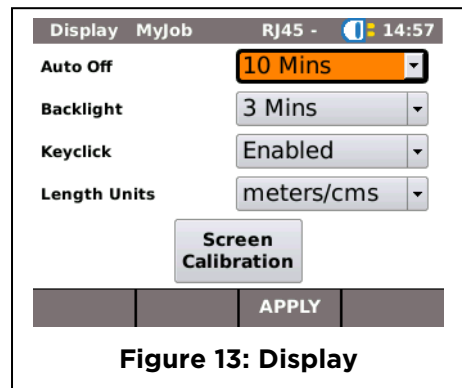 Display MyJob RJ45 - 14:57
Auto Off 10 Mins
Backlight 3 Mins
Keyclick Enabled
Length Units meters/cms
Screen
Calibration
APPLY
Figure 13: Display